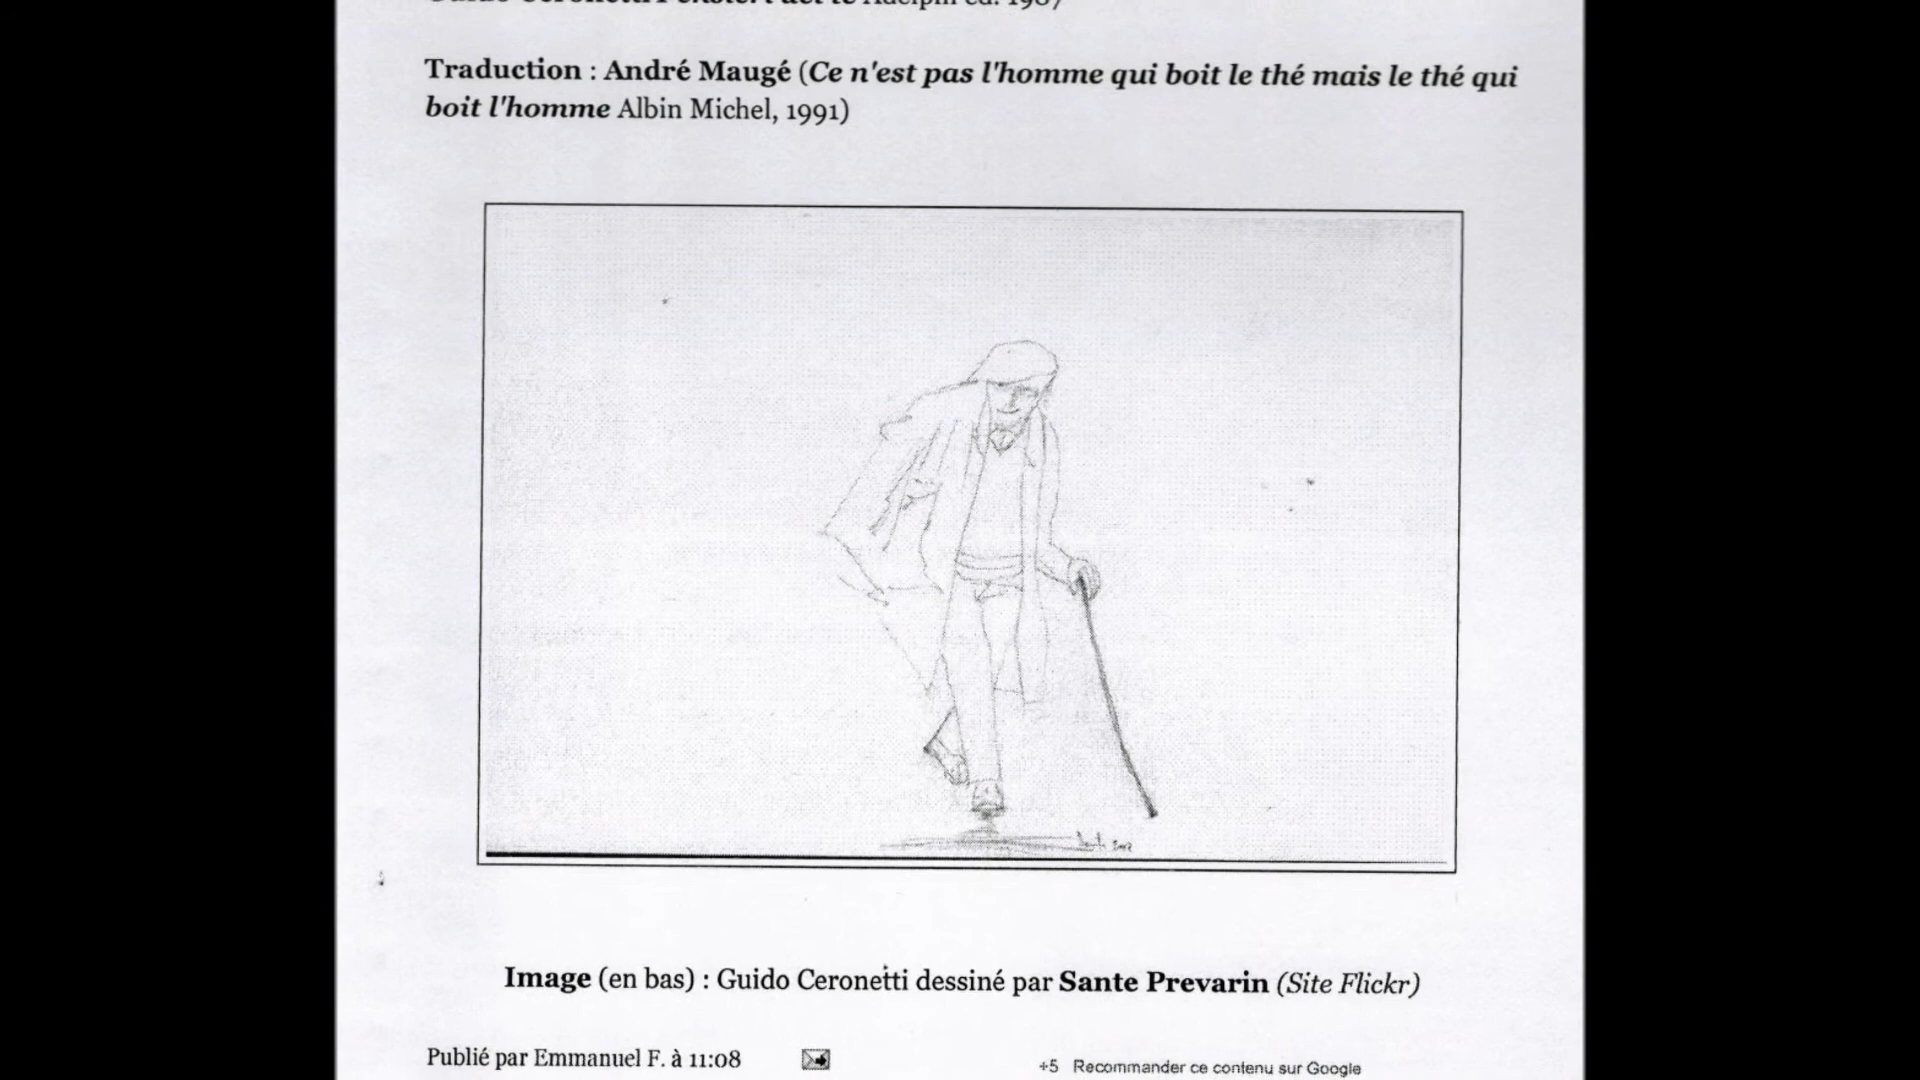 Traduction : André Maugé (Ce n'est pas l'homme qui boit le thé mais le thé qui
boit l'homme Albin Michel, 1991)
Image (en bas) : Guido Ceronetti dessiné par Sante Prevarin (Site Flickr)
Publié par Emmanuel F. à 11:08
+5 Recommander ce contenu sur Google